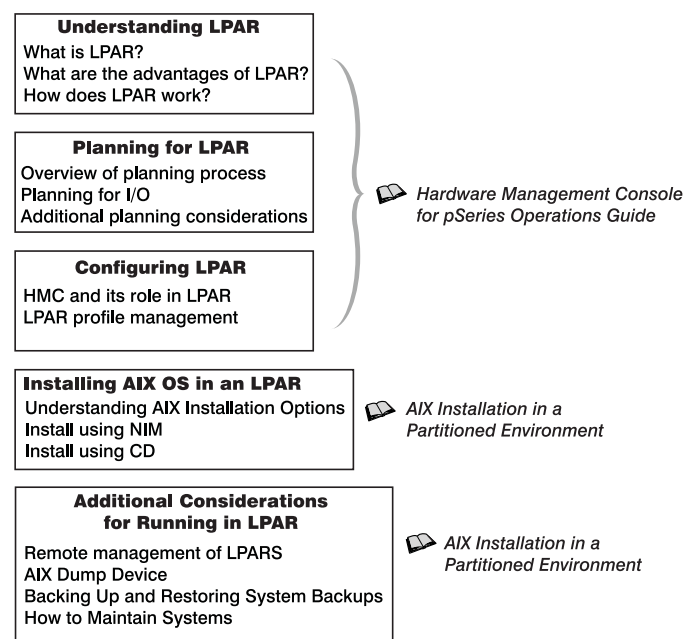 Understanding LPAR
What is LPAR?
What are the advantages of LPAR?
How does LPAR work?
Planning for LPAR
Overview of planning process
Planning for I/O
Additional planning considerations
Configuring LPAR
HMC and its role in LPAR
LPAR profile management
Hardware Management Console
for pSeries Operations Guide
Installing AIX OS in an LPAR
Understanding AIX Installation Options
Install using NIM
Install using CD
AIX Installation in a
Partitioned Environment
Additional Considerations
for Running in LPAR
Remote management of LPARS
AIX Dump Device
Backing Up and Restoring System Backups
How to Maintain Systems
AIX Installation in a
Partitioned Environment